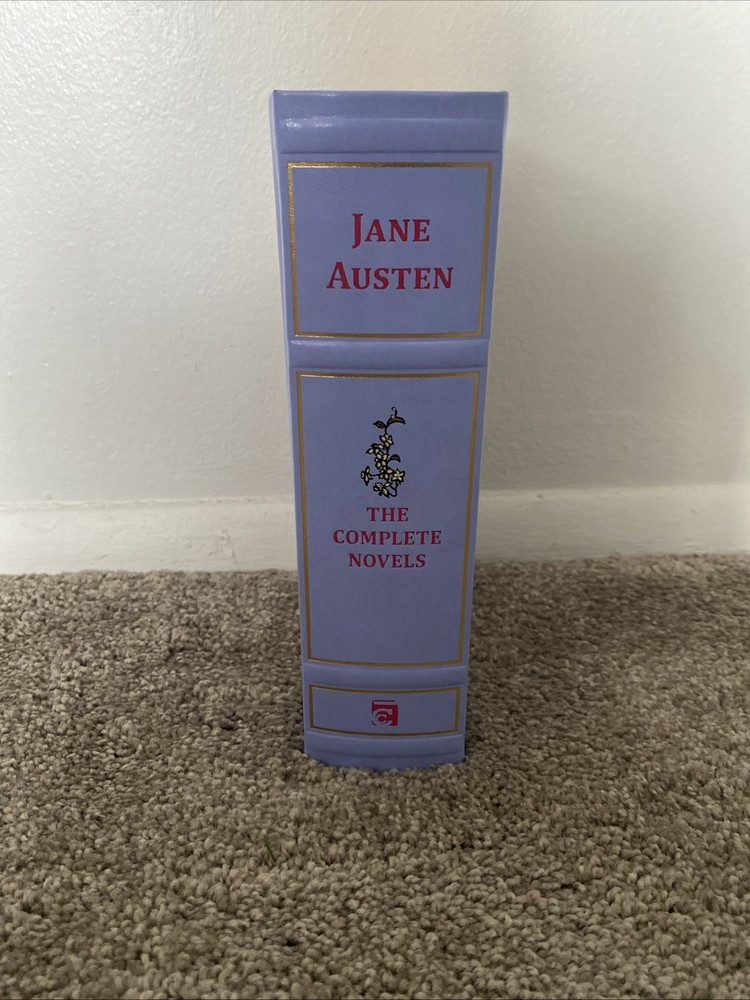 JANE
AUSTEN
THE
COMPLETE
NOVELS